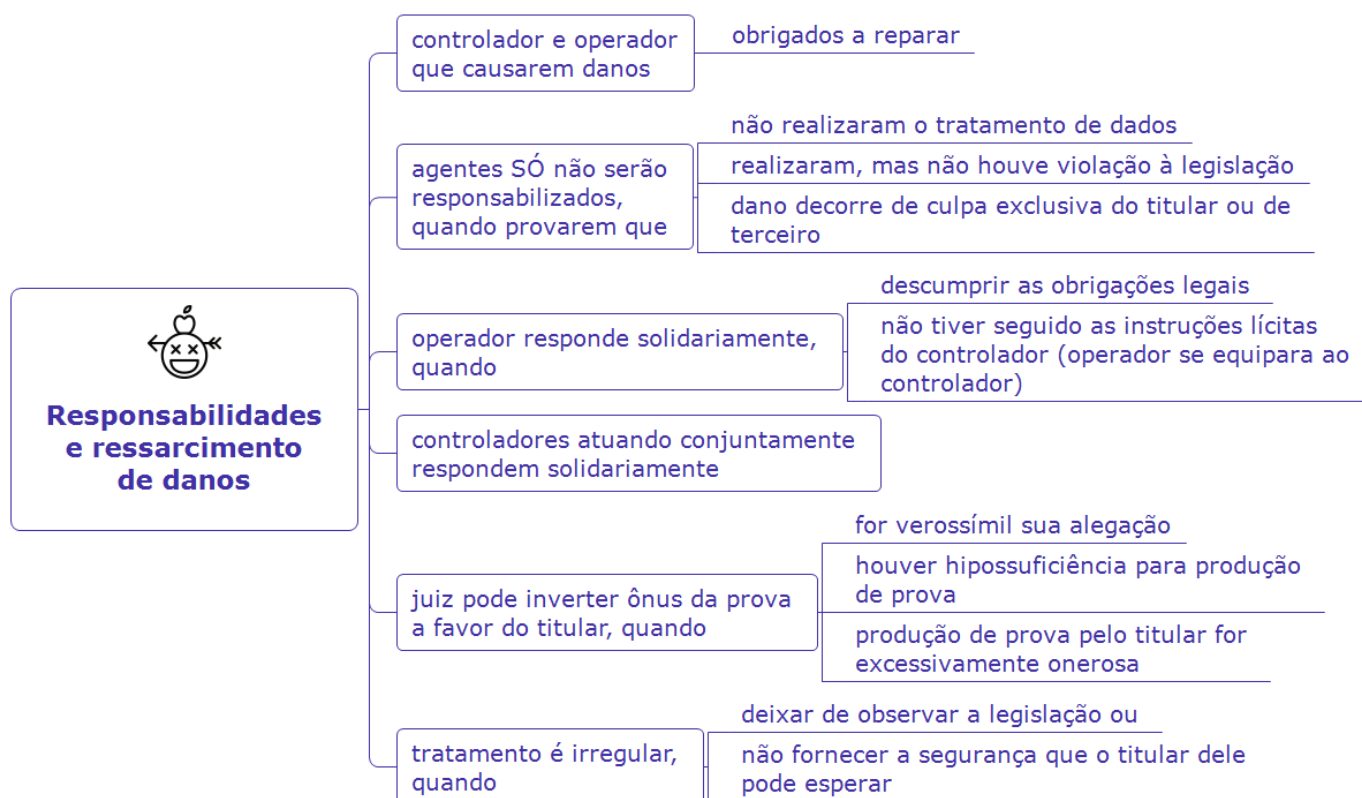 Responsabilidades
e ressarcimento
de danos
controlador e operador
que causarem danos
obrigados a reparar
agentes SÓ não serão
responsabilizados,
quando provarem que
não realizaram o tratamento de dados
realizaram, mas não houve violação à legislação
dano decorre de culpa exclusiva do titular ou de
terceiro
operador responde solidariamente,
quando
descumprir as obrigações legais
não tiver seguido as instruções lícitas
do controlador (operador se equipara ao
controlador)
controladores atuando conjuntamente
respondem solidariamente
juiz pode inverter ônus da prova
a favor do titular, quando
for verossímil sua alegação
houver hipossuficiência para produção
de prova
produção de prova pelo titular for
excessivamente onerosa
tratamento é irregular,
quando
deixar de observar a legislação ou
não fornecer a segurança que o titular dele
pode esperar